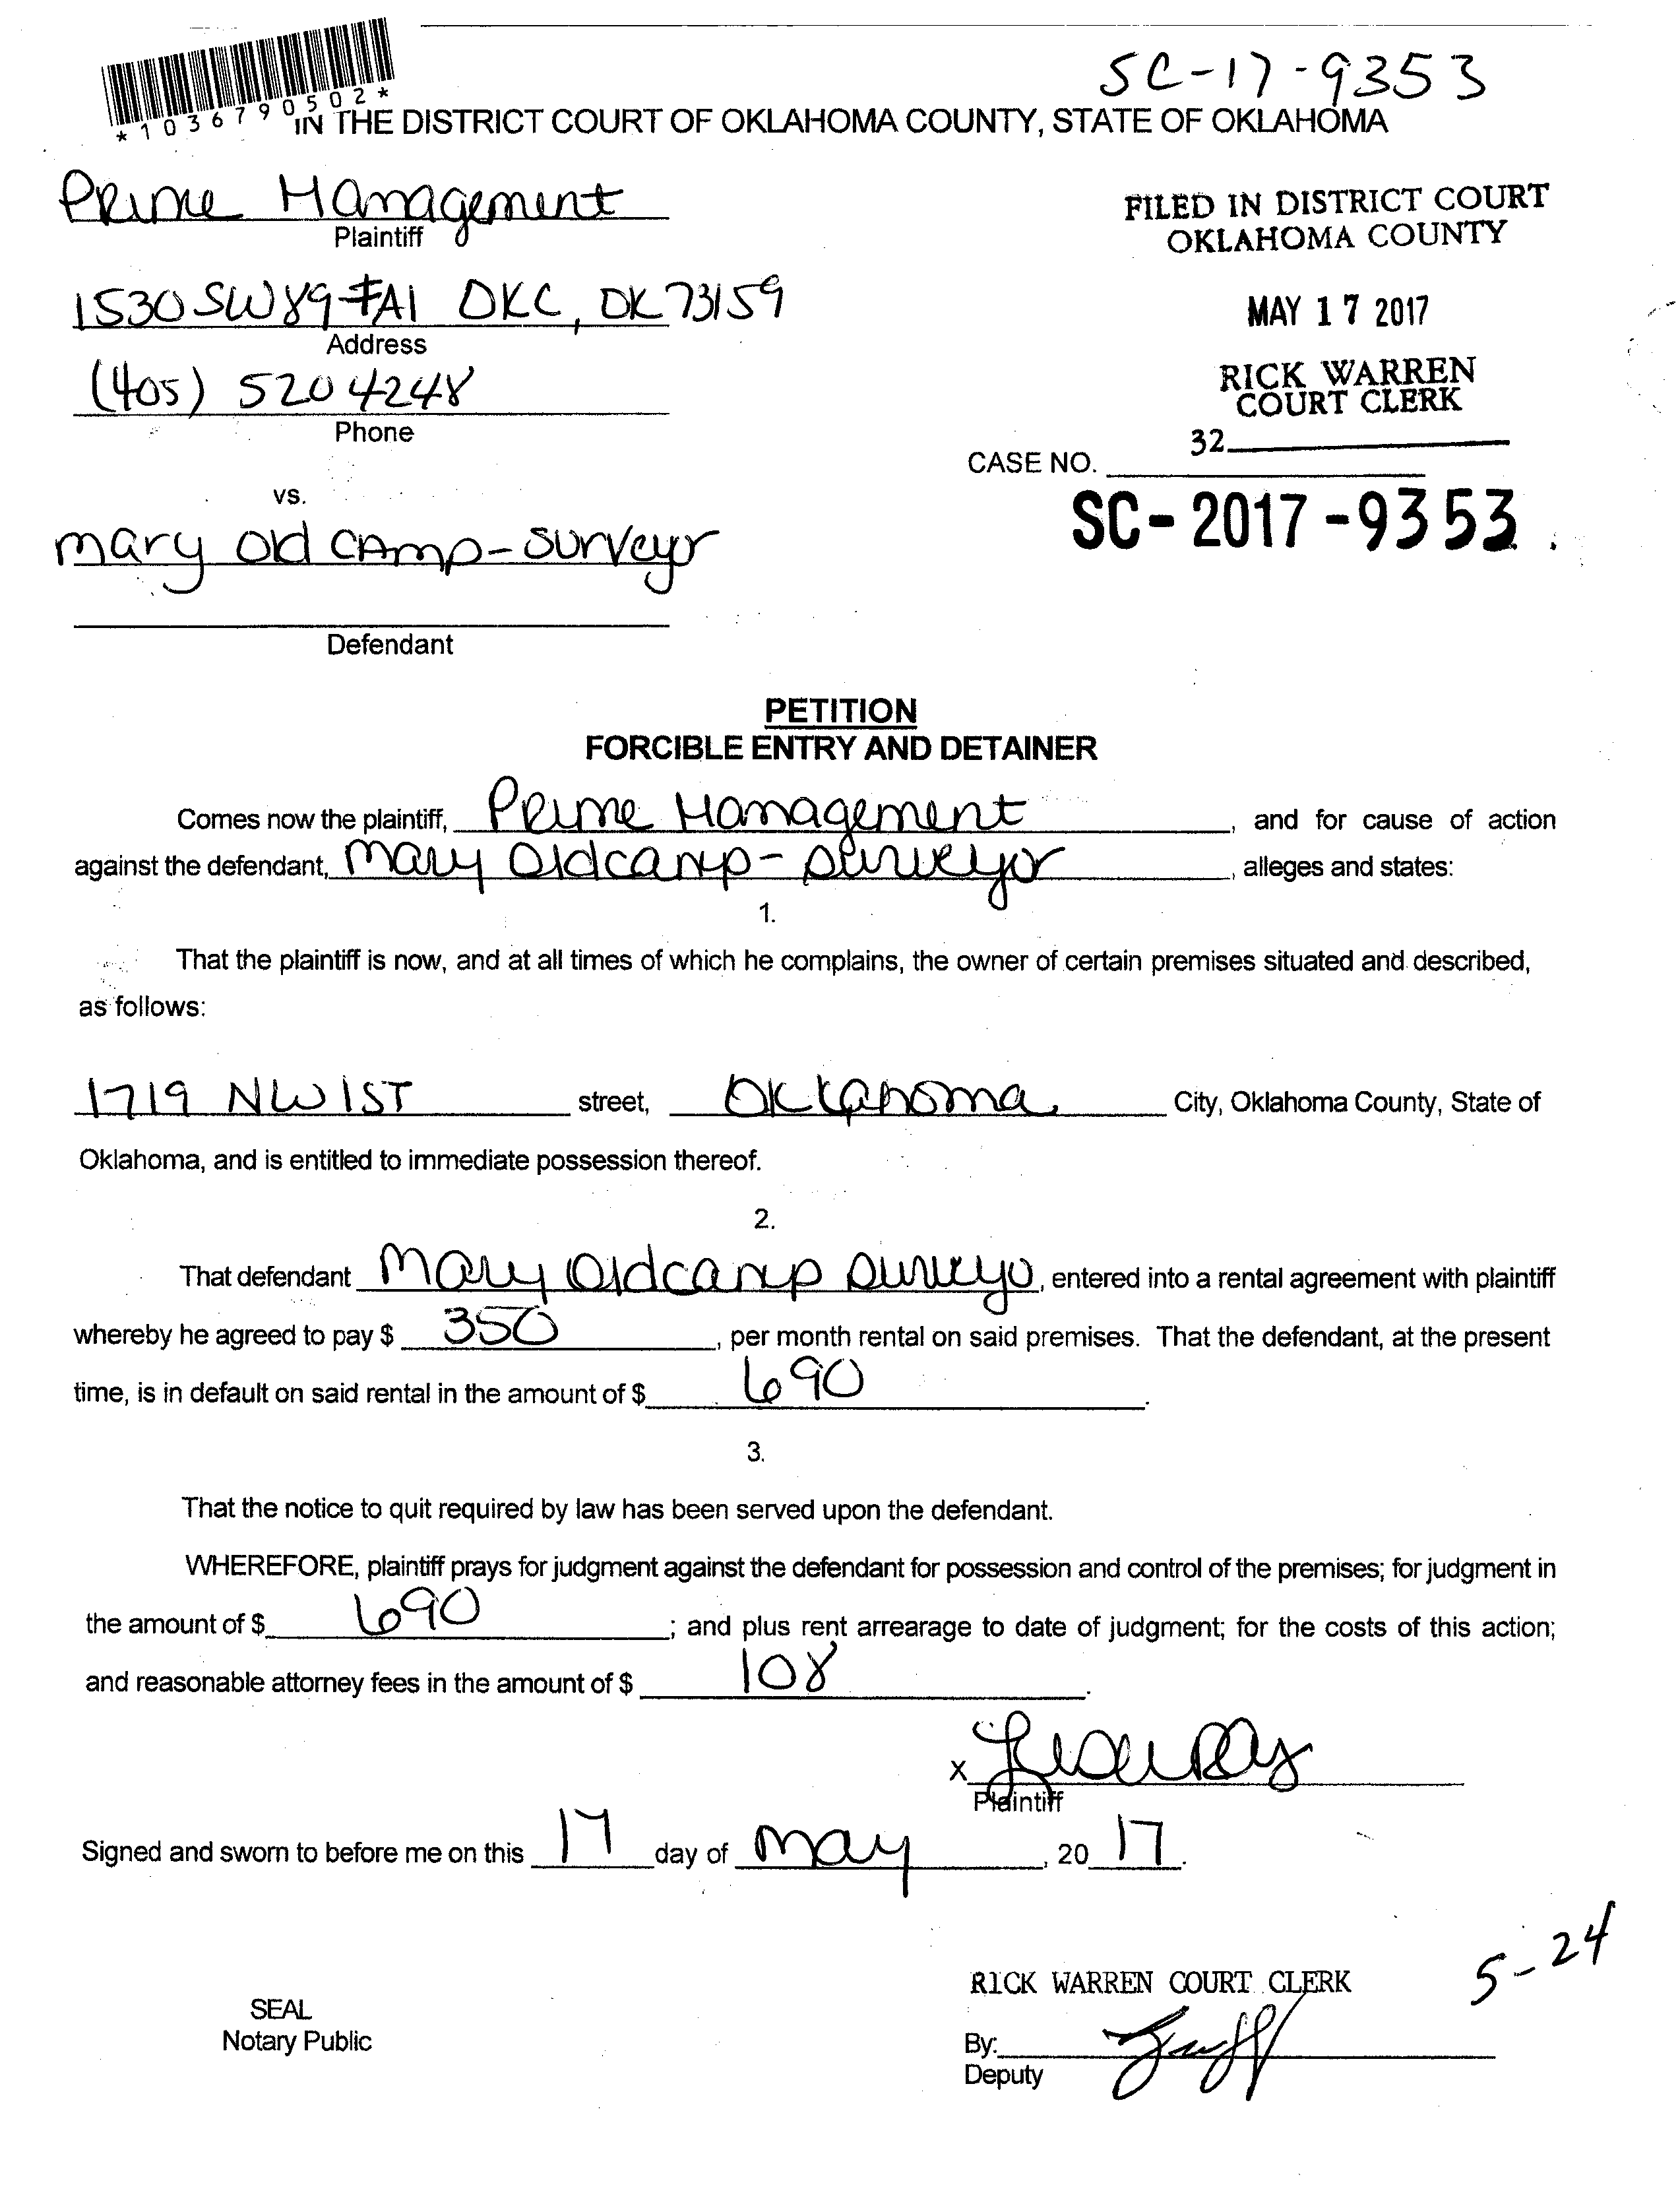 SC-17-9353
*1036790502*
IN THE DISTRICT COURT OF OKLAHOMA COUNTY, STATE OF OKLAHOMA
Prime Management
Plaintiff
FILED IN DISTRICT COURT
OKLAHOMA COUNTY
1530 SW 89 #A1 OKC, OK 73159
Address
MAY 17 2017
(405) 520 4248
Phone
RICK WARREN
COURT CLERK
32
CASE NO.
vs.
SC-2017-9353
mary old camp-surveyr
Defendant
PETITION
FORCIBLE ENTRY AND DETAINER
Comes now the plaintiff, Prime Management, and for cause of action
against the defendant, Mary Oldcamp-Surveyor, alleges and states:
1.
That the plaintiff is now, and at all times of which he complains, the owner of certain premises situated and described,
as follows:
1719 NW 1ST street, Oklahoma City, Oklahoma County, State of
Oklahoma, and is entitled to immediate possession thereof.
2.
That defendant Mary Oldcamp Surveyo, entered into a rental agreement with plaintiff
whereby he agreed to pay $ 350, per month rental on said premises. That the defendant, at the present
time, is in default on said rental in the amount of $ 690.
3.
That the notice to quit required by law has been served upon the defendant.
WHEREFORE, plaintiff prays for judgment against the defendant for possession and control of the premises; for judgment in
the amount of $ 690; and plus rent arrearage to date of judgment; for the costs of this action;
and reasonable attorney fees in the amount of $ 108.
X
Plaintiff
Signed and sworn to before me on this 17 day of May, 20 17.
5-24
RICK WARREN COURT CLERK
SEAL
Notary Public
By:
Deputy